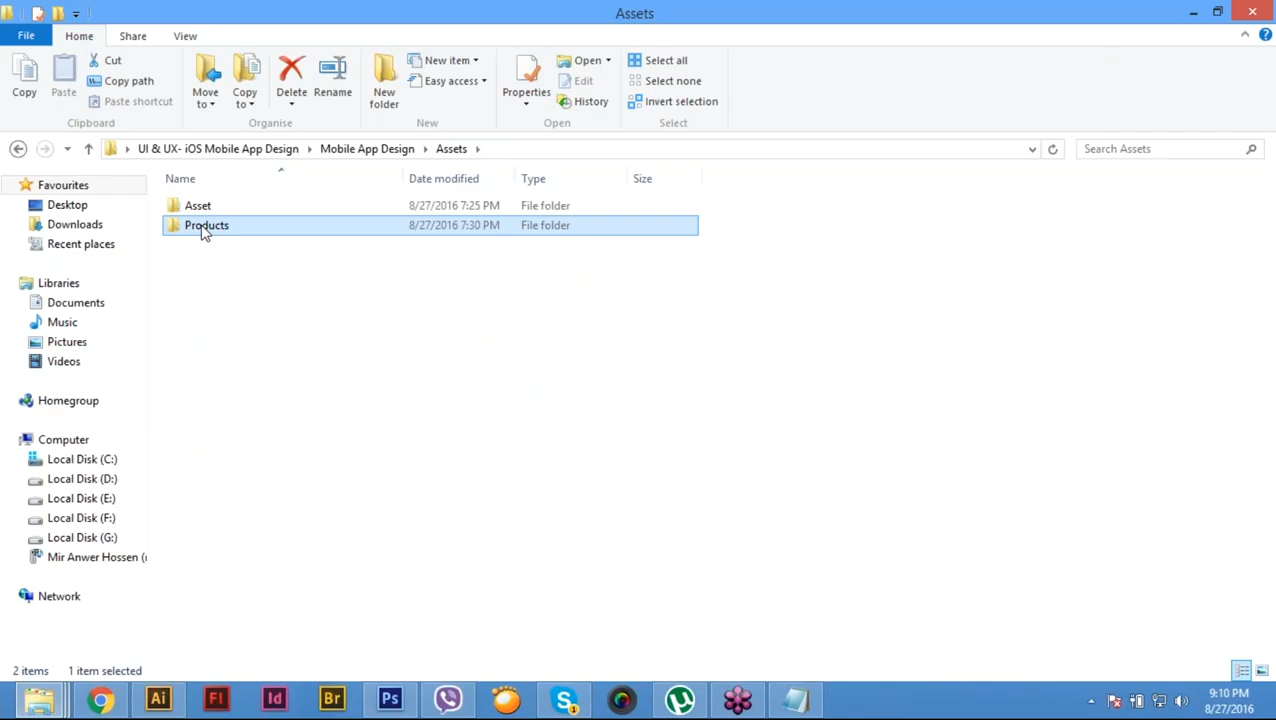 Assets
File Home Share View
Copy
Paste
Cut
Copy path
Paste shortcut
Clipboard
Move to
Copy to
Delete
Rename
Organise
New folder
New item
Easy access
New
Properties
Open
Edit
History
Open
Select all
Select none
Invert selection
Select
UI & UX- iOS Mobile App Design Mobile App Design Assets
Search Assets
Name Date modified Type Size
Asset 8/27/2016 7:25 PM File folder
Products 8/27/2016 7:30 PM File folder
Favourites
Desktop
Downloads
Recent places
Libraries
Documents
Music
Pictures
Videos
Homegroup
Computer
Local Disk (C:)
Local Disk (D:)
Local Disk (E:)
Local Disk (F:)
Local Disk (G:)
Mir Anwer Hossen (
Network
2 items 1 item selected
Ai Fl Id Br Ps
9:10 PM
8/27/2016